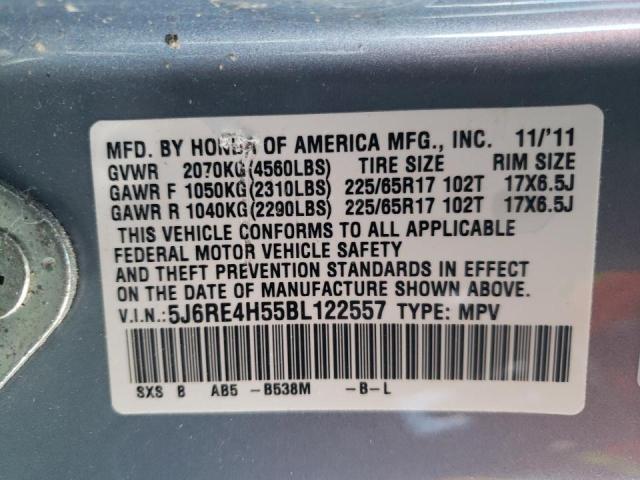 MFD. BY HONDA OF AMERICA MFG., INC. 11/'11
GVWR 2070KG(4560LBS) TIRE SIZE RIM SIZE
GAWR F 1050KG(2310LBS) 225/65R17 102T 17X6.5J
GAWR R 1040KG(2290LBS) 225/65R17 102T 17X6.5J
THIS VEHICLE CONFORMS TO ALL APPLICABLE
FEDERAL MOTOR VEHICLE SAFETY
AND THEFT PREVENTION STANDARDS IN EFFECT
ON THE DATE OF MANUFACTURE SHOWN ABOVE.
V.I.N.:5J6RE4H55BL122557 TYPE: MPV
SXS B AB5 -B538M -B-L